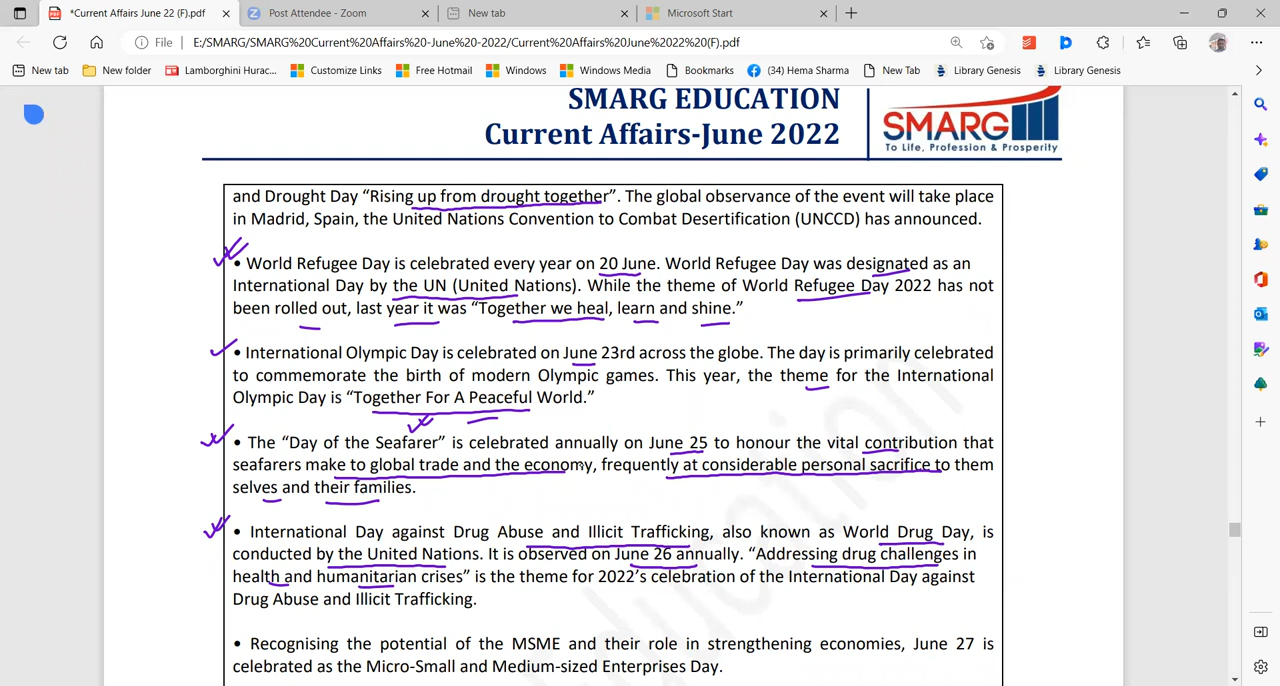 *Current Affairs June 22 (F).pdf
Post Attendee - Zoom
New tab
Microsoft Start
File
E:/SMARG/SMARG%20Current%20Affairs%20-June%20-2022/Current%20Affairs%20June%2022%20(F).pdf
New tab
New folder
Lamborghini Hurac...
Customize Links
Free Hotmail
Windows
Windows Media
Bookmarks
(34) Hema Sharma
New Tab
Library Genesis
Library Genesis
SMARG EDUCATION
Current Affairs-June 2022
SMARG
To Life, Profession & Prosperity
and Drought Day “Rising up from drought together”. The global observance of the event will take place
in Madrid, Spain, the United Nations Convention to Combat Desertification (UNCCD) has announced.
• World Refugee Day is celebrated every year on 20 June. World Refugee Day was designated as an
International Day by the UN (United Nations). While the theme of World Refugee Day 2022 has not
been rolled out, last year it was “Together we heal, learn and shine.”
• International Olympic Day is celebrated on June 23rd across the globe. The day is primarily celebrated
to commemorate the birth of modern Olympic games. This year, the theme for the International
Olympic Day is “Together For A Peaceful World.”
• The “Day of the Seafarer” is celebrated annually on June 25 to honour the vital contribution that
seafarers make to global trade and the economy, frequently at considerable personal sacrifice to them
selves and their families.
• International Day against Drug Abuse and Illicit Trafficking, also known as World Drug Day, is
conducted by the United Nations. It is observed on June 26 annually. “Addressing drug challenges in
health and humanitarian crises” is the theme for 2022’s celebration of the International Day against
Drug Abuse and Illicit Trafficking.
• Recognising the potential of the MSME and their role in strengthening economies, June 27 is
celebrated as the Micro-Small and Medium-sized Enterprises Day.